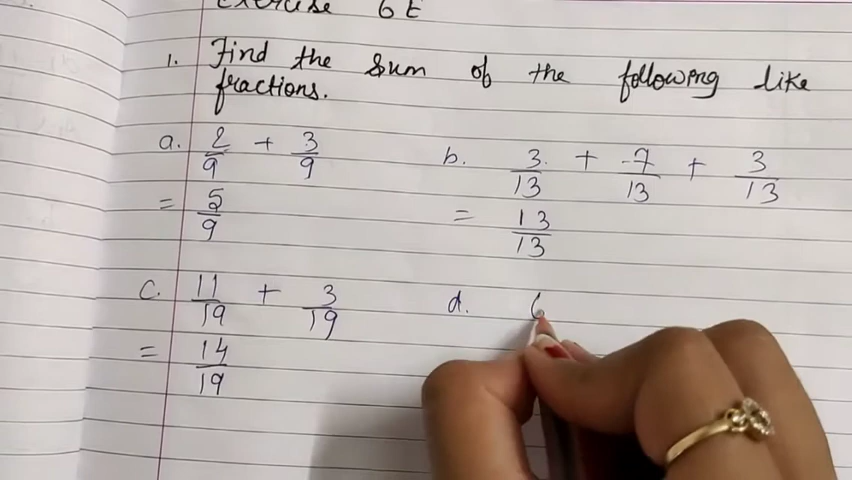 Exercise 6E
1. Find the sum of the following like
fractions.
a. 2/9 + 3/9
= 5/9
b. 3/13 + 7/13 + 3/13
= 13/13
c. 11/19 + 3/19
= 14/19
d. 6